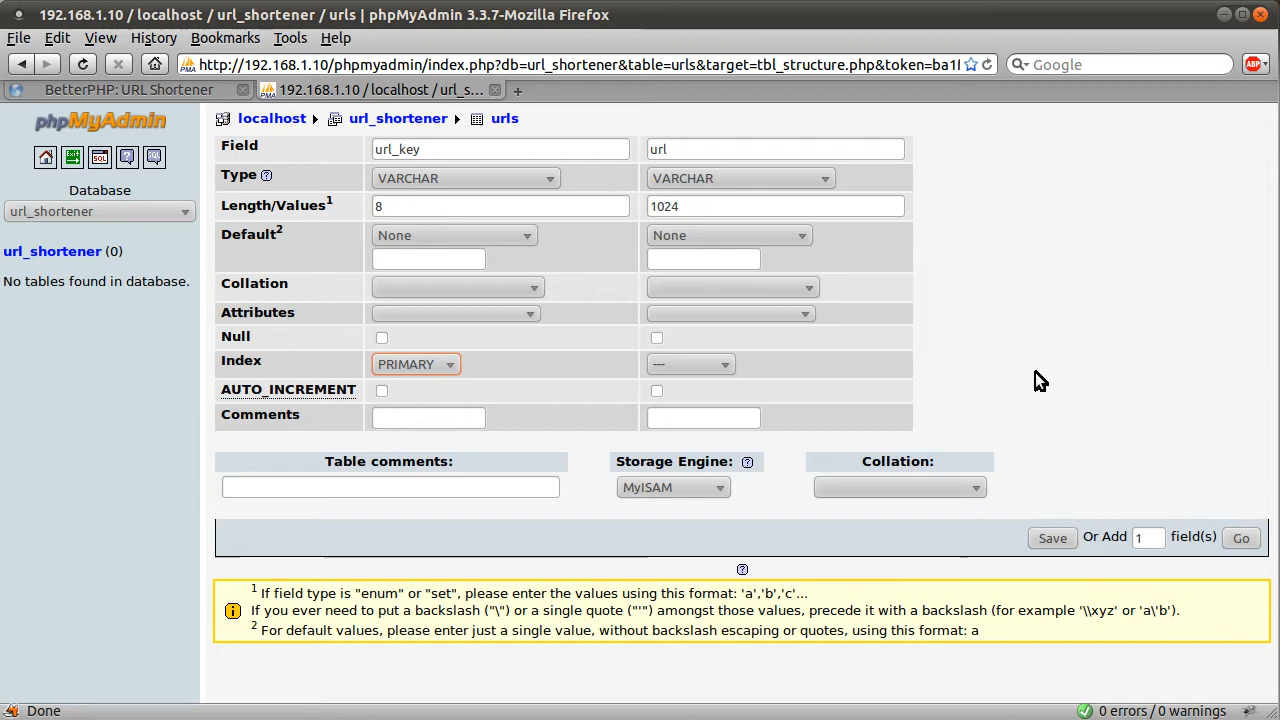 192.168.1.10 / localhost / url_shortener / urls | phpMyAdmin 3.3.7-Mozilla Firefox
File Edit View History Bookmarks Tools Help
http://192.168.1.10/phpmyadmin/index.php?db=url_shortener&table=urls&target=tbl_structure.php&token=ba1f
Google
ABP
BetterPHP: URL Shortener
192.168.1.10 / localhost / url_s...
phpMyAdmin
SQL
Database
url_shortener
url_shortener (0)
No tables found in database.
localhost url_shortener urls
Field url_key url
Type VARCHAR VARCHAR
Length/Values1 8 1024
Default2 None None
Collation
Attributes
Null
Index PRIMARY ---
AUTO_INCREMENT
Comments
Table comments: Storage Engine: Collation:
MyISAM
Save Or Add 1 field(s) Go
1 If field type is "enum" or "set", please enter the values using this format: 'a','b','c'...
If you ever need to put a backslash ("\") or a single quote ("'") amongst those values, precede it with a backslash (for example '\\xyz' or 'a\'b').
2 For default values, please enter just a single value, without backslash escaping or quotes, using this format: a
Done
0 errors / 0 warnings